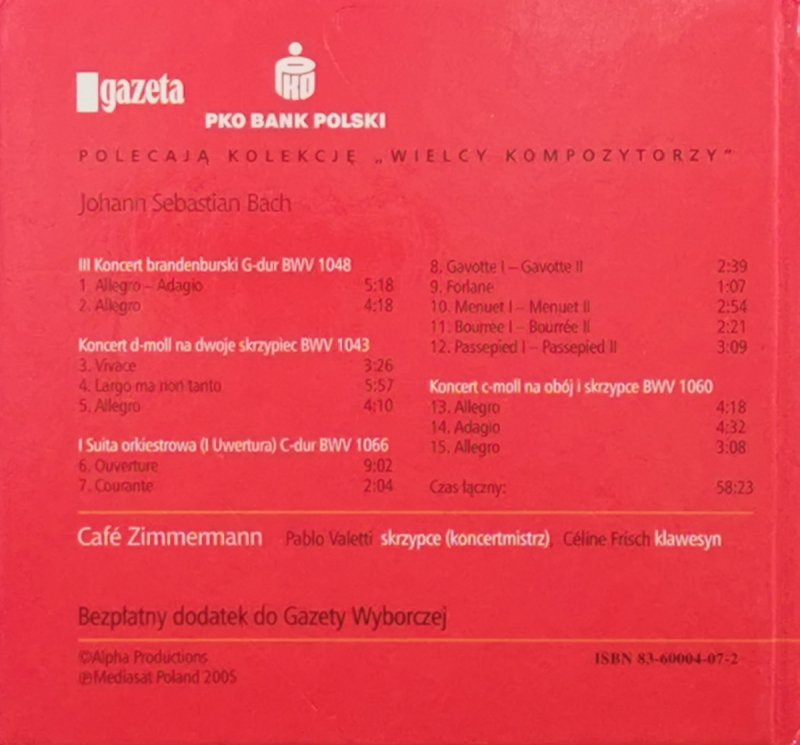 gazeta
PKO
PKO BANK POLSKI
POLECAJĄ KOLEKCJĘ „WIELCY KOMPOZYTORZY”
Johann Sebastian Bach
III Koncert brandenburski G-dur BWV 1048
1. Allegro – Adagio 5:18
2. Allegro 4:18
Koncert d-moll na dwoje skrzypiec BWV 1043
3. Vivace 3:26
4. Largo ma non tanto 5:57
5. Allegro 4:10
I Suita orkiestrowa (I Uwertura) C-dur BWV 1066
6. Ouverture 9:02
7. Courante 2:04
8. Gavotte I – Gavotte II 2:39
9. Forlane 1:07
10. Menuet I – Menuet II 2:54
11. Bourrée I – Bourrée II 2:21
12. Passepied I – Passepied II 3:09
Koncert c-moll na obój i skrzypce BWV 1060
13. Allegro 4:18
14. Adagio 4:32
15. Allegro 3:08
Czas łączny: 58:23
Café Zimmermann Pablo Valetti skrzypce (koncertmistrz), Céline Frisch klawesyn
Bezpłatny dodatek do Gazety Wyborczej
©Alpha Productions
℗Mediasat Poland 2005
ISBN 83-60004-07-2